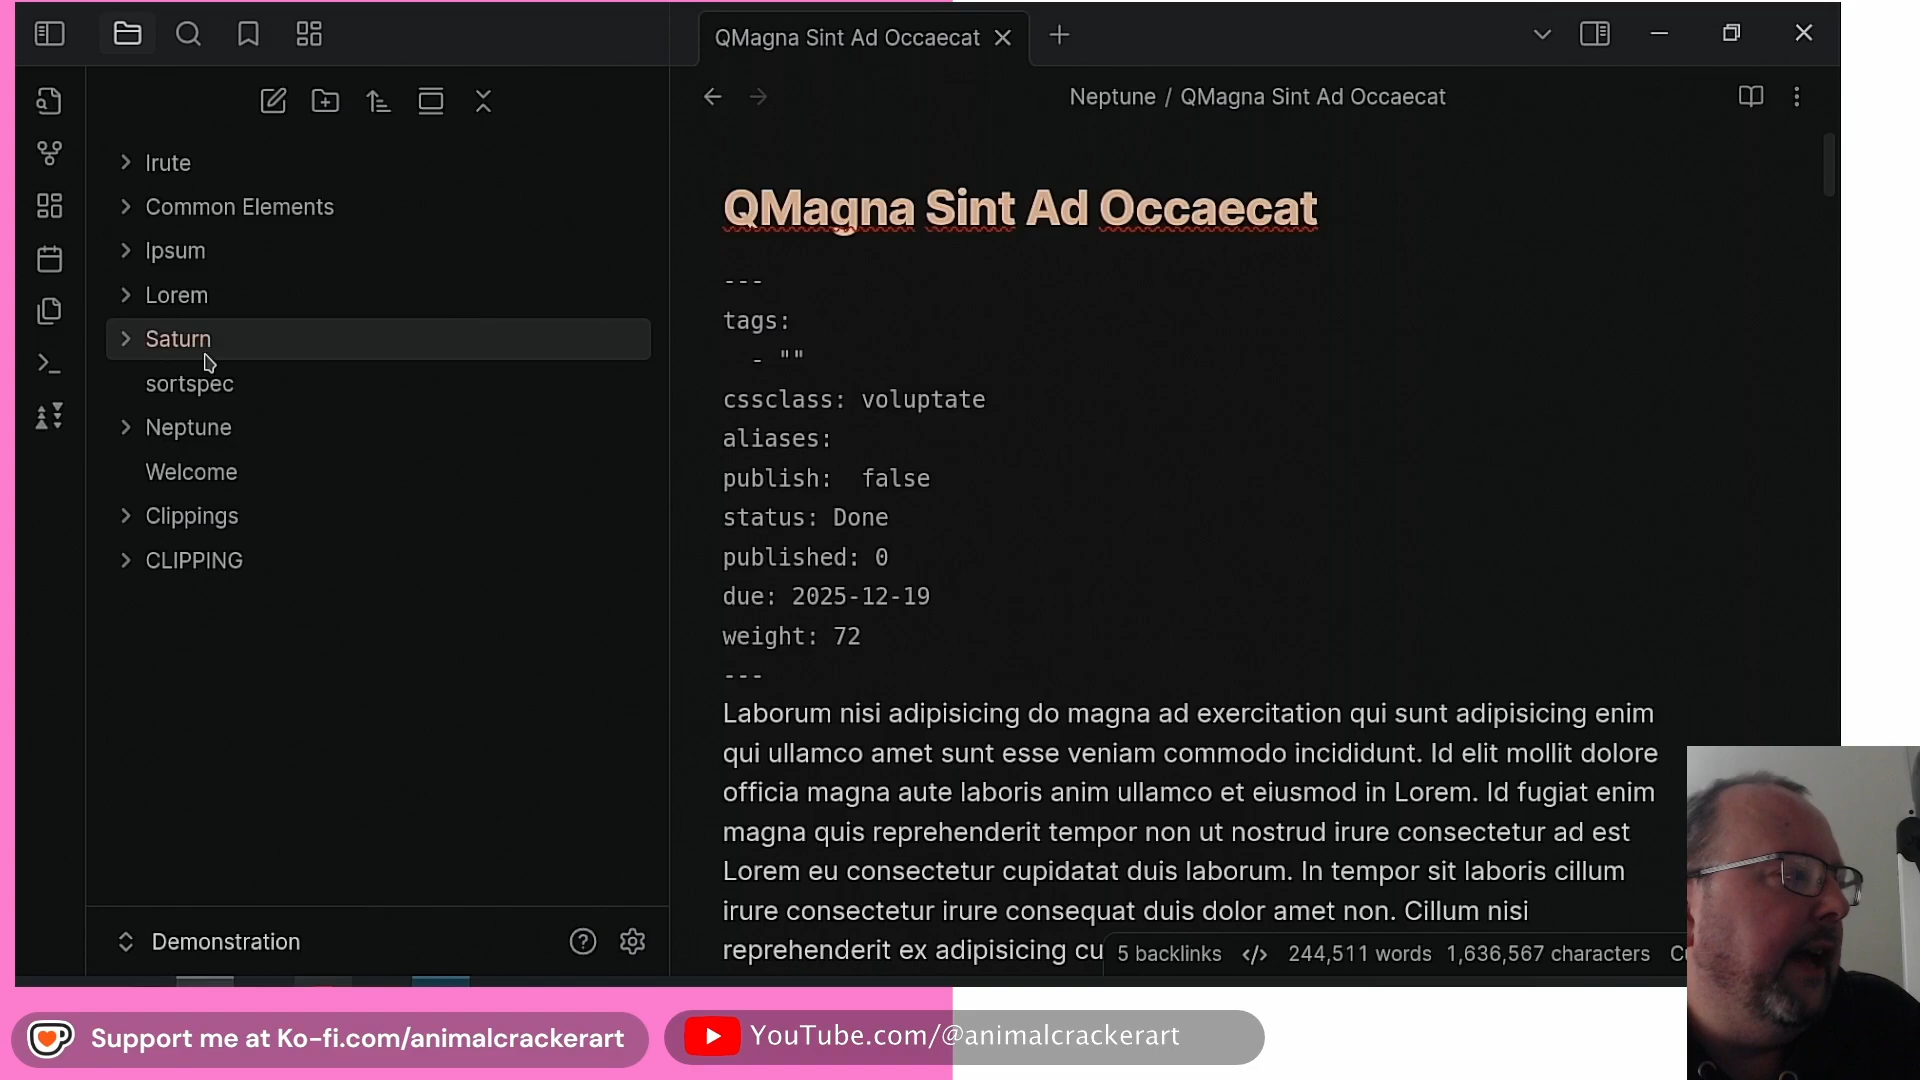 QMagna Sint Ad Occaecat
Neptune / QMagna Sint Ad Occaecat
Irute
Common Elements
Ipsum
Lorem
Saturn
sortspec
Neptune
Welcome
Clippings
CLIPPING
Demonstration
QMagna Sint Ad Occaecat
---
tags:
- ""
cssclass: voluptate
aliases:
publish: false
status: Done
published: 0
due: 2025-12-19
weight: 72
---
Laborum nisi adipisicing do magna ad exercitation qui sunt adipisicing enim
qui ullamco amet sunt esse veniam commodo incididunt. Id elit mollit dolore
officia magna aute laboris anim ullamco et eiusmod in Lorem. Id fugiat enim
magna quis reprehenderit tempor non ut nostrud irure consectetur ad est
Lorem eu consectetur cupidatat duis laborum. In tempor sit laboris cillum
irure consectetur irure consequat duis dolor amet non. Cillum nisi
reprehenderit ex adipisicing cu
5 backlinks </> 244,511 words 1,636,567 characters
Support me at Ko-fi.com/animalcrackerart
YouTube.com/@animalcrackerart